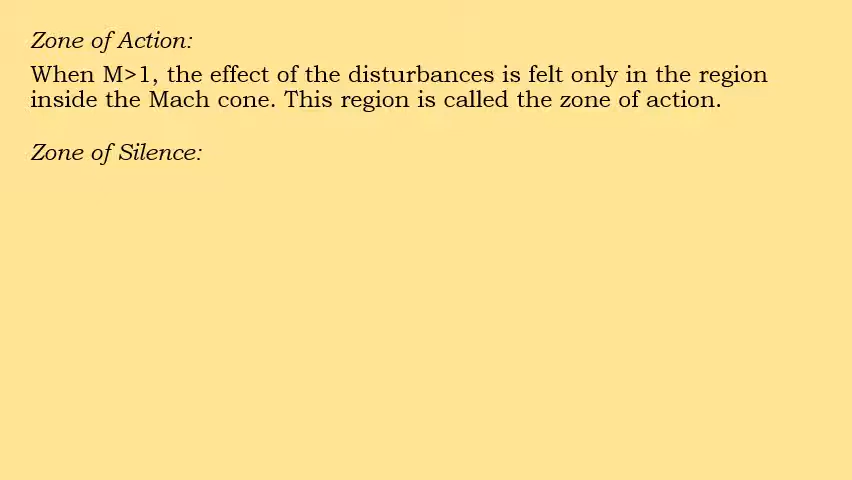 Zone of Action:
When M>1, the effect of the disturbances is felt only in the region
inside the Mach cone. This region is called the zone of action.
Zone of Silence: